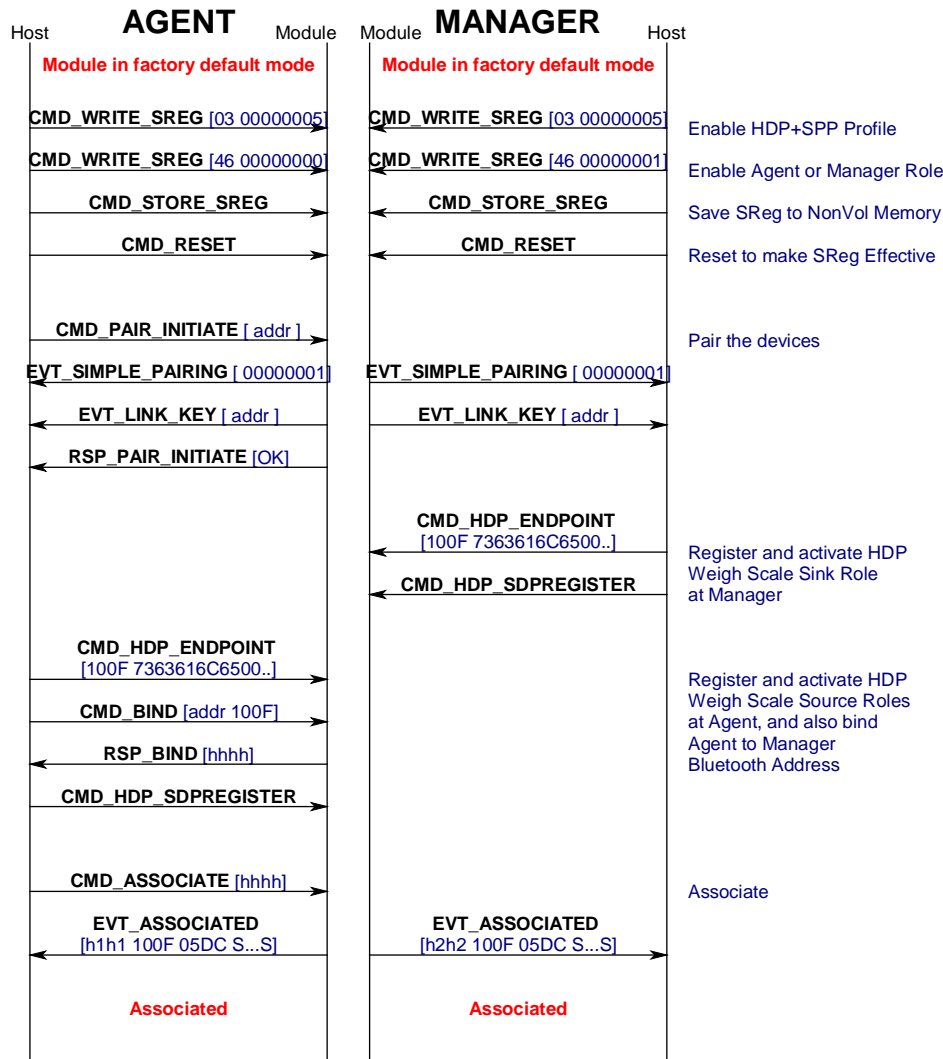 AGENT MANAGER
Host Module Module Host
Module in factory default mode Module in factory default mode
CMD_WRITE_SREG [03 00000005] CMD_WRITE_SREG [03 00000005] Enable HDP+SPP Profile
CMD_WRITE_SREG [46 00000000] CMD_WRITE_SREG [46 00000001] Enable Agent or Manager Role
CMD_STORE_SREG CMD_STORE_SREG Save SReg to NonVol Memory
CMD_RESET CMD_RESET Reset to make SReg Effective
CMD_PAIR_INITIATE [ addr ] Pair the devices
EVT_SIMPLE_PAIRING [ 00000001] EVT_SIMPLE_PAIRING [ 00000001]
EVT_LINK_KEY [ addr ] EVT_LINK_KEY [ addr ]
RSP_PAIR_INITIATE [OK]
CMD_HDP_ENDPOINT
[100F 7363616C6500..]
CMD_HDP_SDPREGISTER
Register and activate HDP
Weigh Scale Sink Role
at Manager
CMD_HDP_ENDPOINT
[100F 7363616C6500..]
CMD_BIND [addr 100F]
RSP_BIND [hhhh]
CMD_HDP_SDPREGISTER
Register and activate HDP
Weigh Scale Source Roles
at Agent, and also bind
Agent to Manager
Bluetooth Address
CMD_ASSOCIATE [hhhh] Associate
EVT_ASSOCIATED EVT_ASSOCIATED
[h1h1 100F 05DC S...S] [h2h2 100F 05DC S...S]
Associated Associated